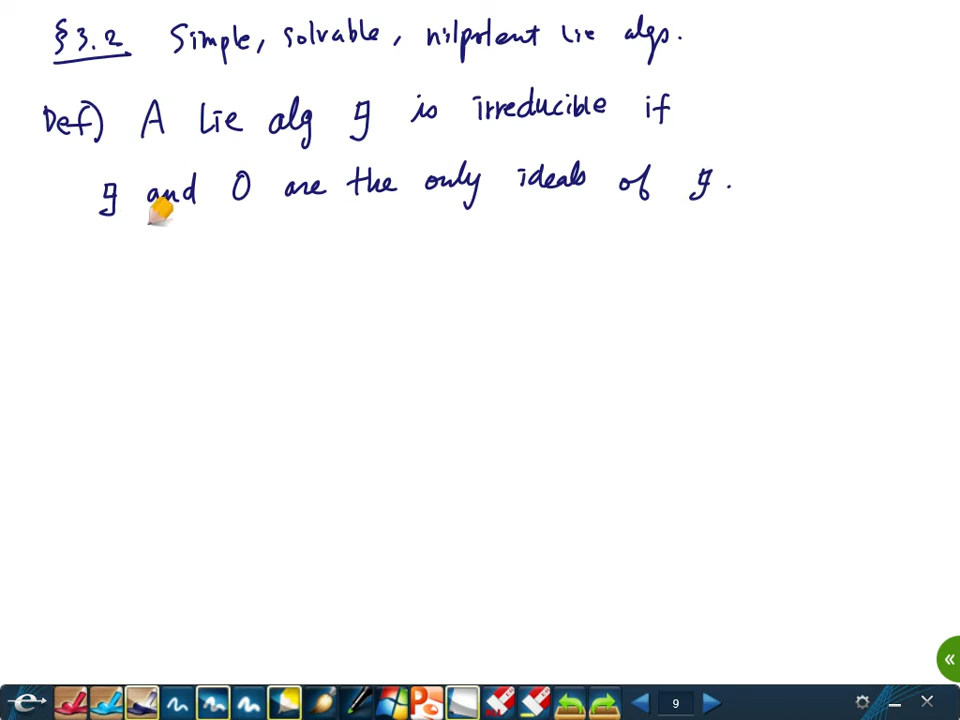 §3.2 Simple, solvable, nilpotent Lie algs.
Def) A Lie alg g is irreducible if
g and 0 are the only ideals of g.
9